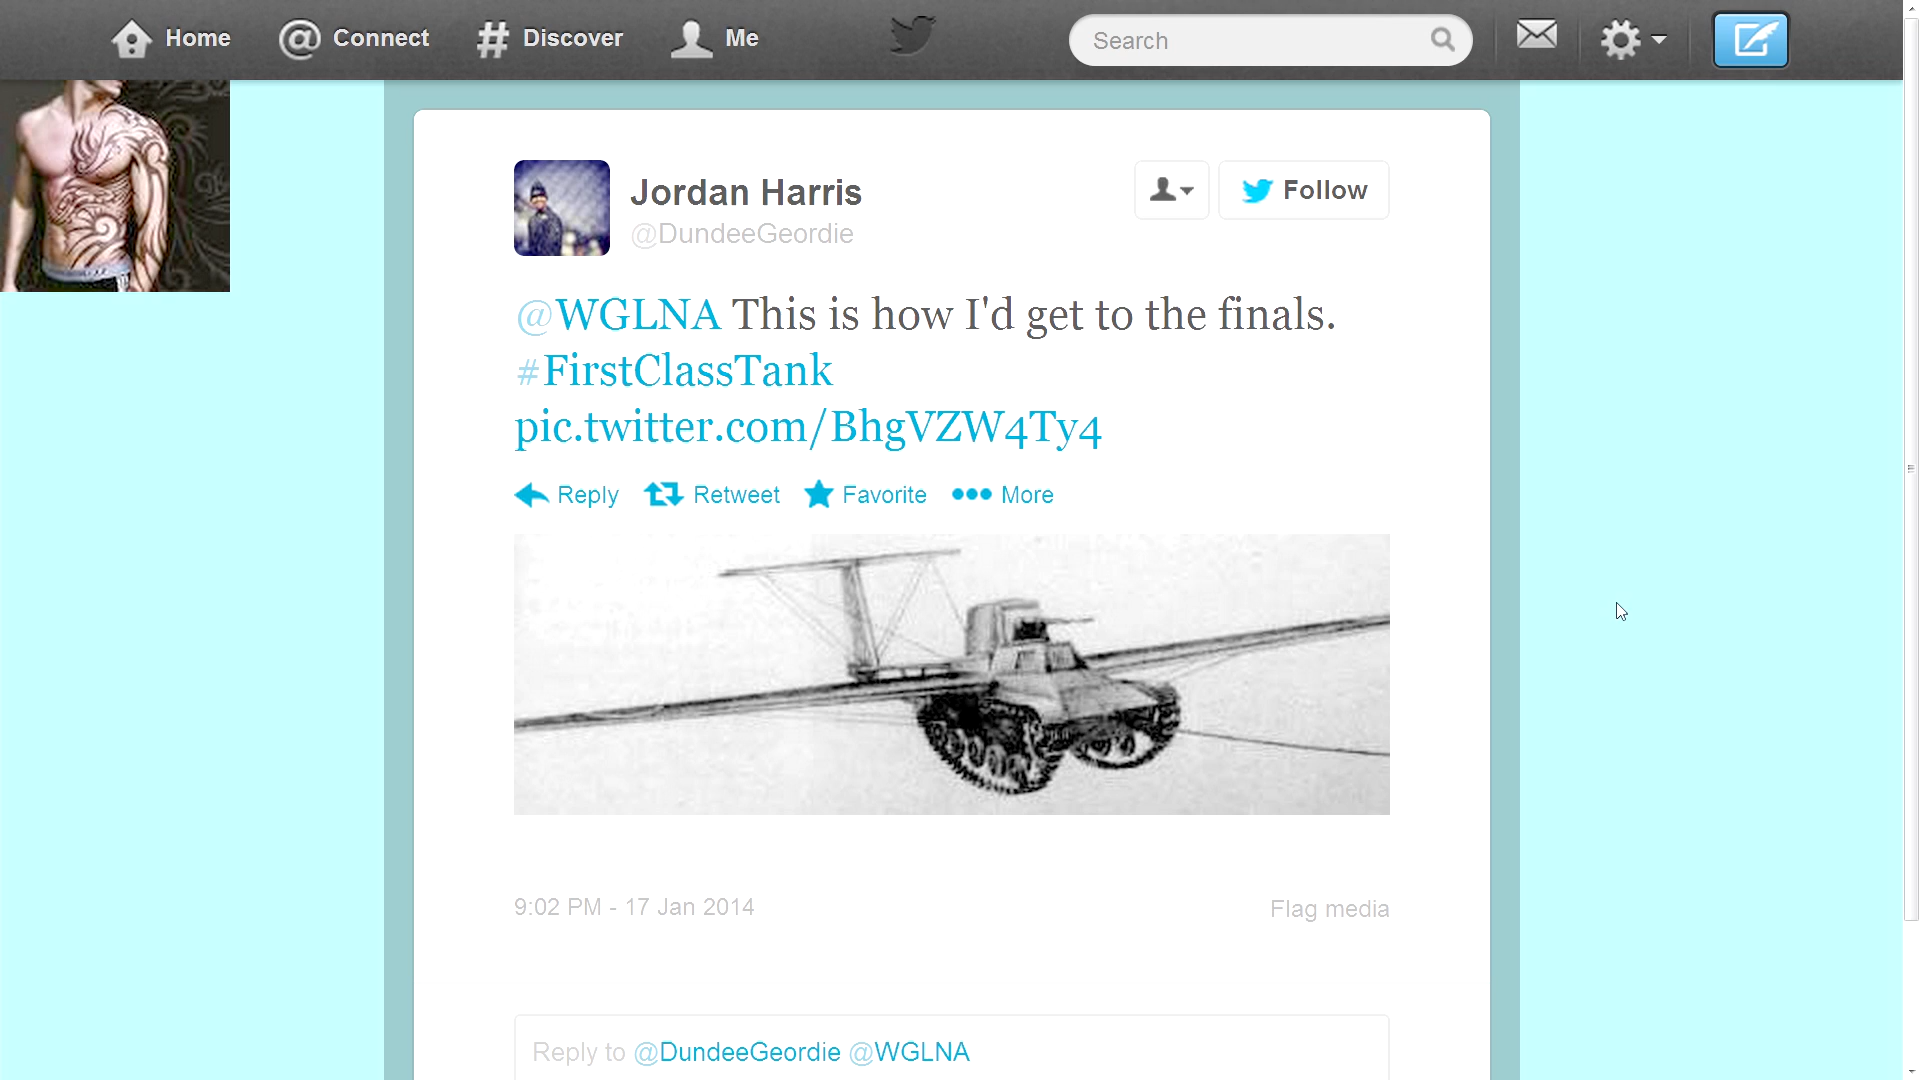 Home Connect Discover Me Search
Jordan Harris
@DundeeGeordie
Follow
@WGLNA This is how I'd get to the finals.
#FirstClassTank
pic.twitter.com/BhgVZW4Ty4
Reply Retweet Favorite More
9:02 PM - 17 Jan 2014 Flag media
Reply to @DundeeGeordie @WGLNA